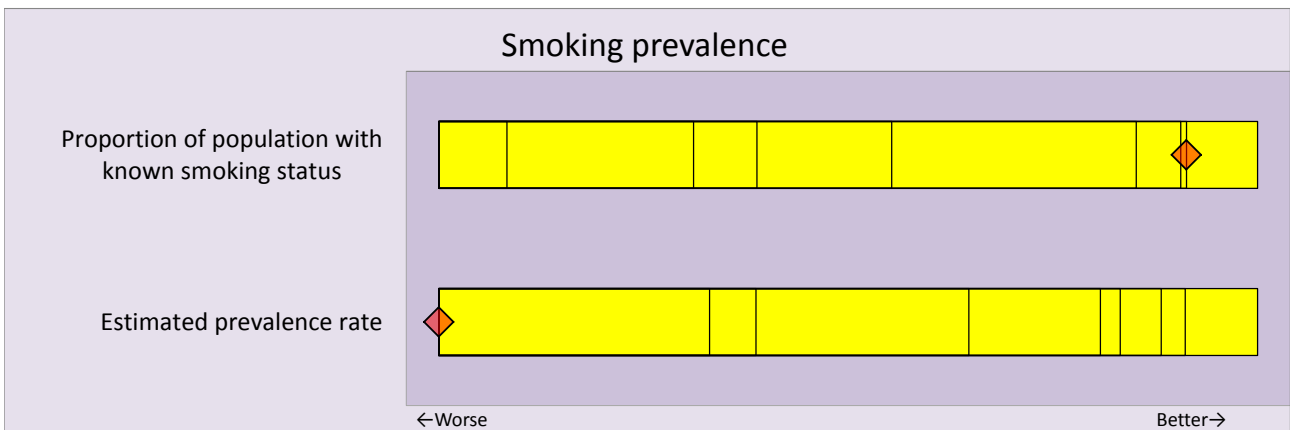 Smoking prevalence
Proportion of population with
known smoking status
Estimated prevalence rate
←Worse
Better→